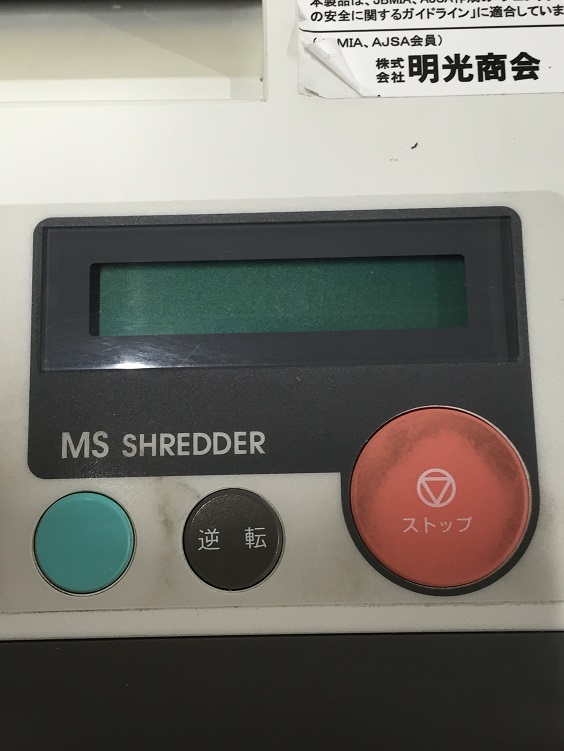 の安全に関するガイドライン」に適合していま
MIA, AJSA会員)
株式会社 明光商会
MS SHREDDER
逆 転
ストップ